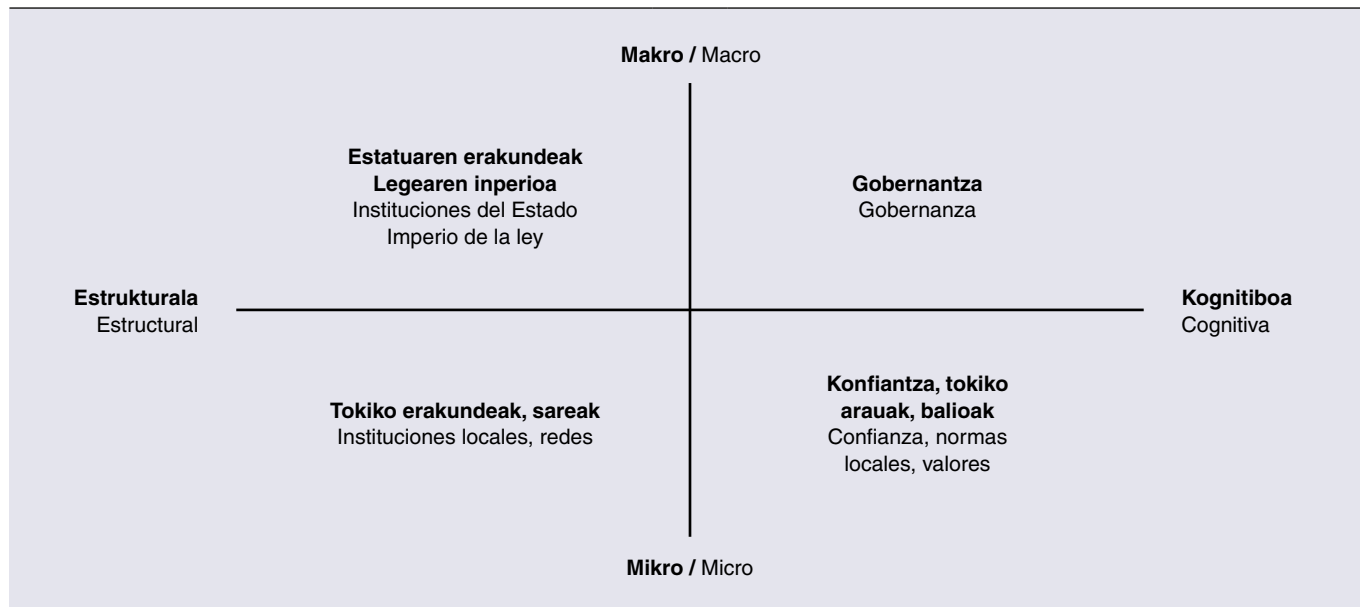 Makro / Macro
Estatuaren erakundeak
Legearen inperioa
Instituciones del Estado
Imperio de la ley
Gobernantza
Gobernanza
Estrukturala
Estructural
Kognitiboa
Cognitiva
Tokiko erakundeak, sareak
Instituciones locales, redes
Konfiantza, tokiko
arauak, balioak
Confianza, normas
locales, valores
Mikro / Micro